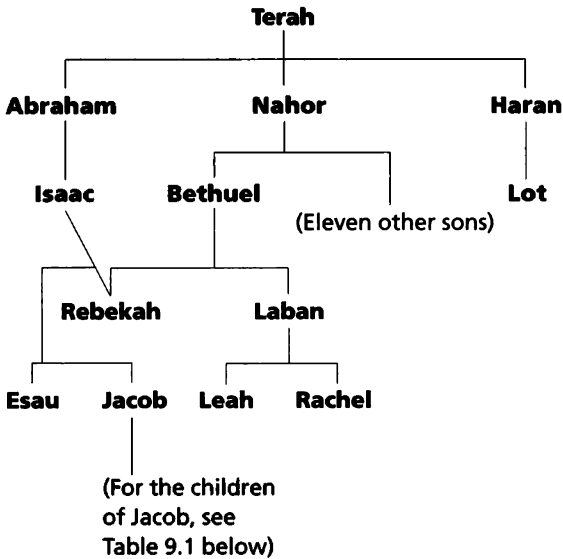 Terah
Abraham Nahor Haran
Isaac Bethuel Lot
(Eleven other sons)
Rebekah Laban
Esau Jacob Leah Rachel
(For the children
of Jacob, see
Table 9.1 below)